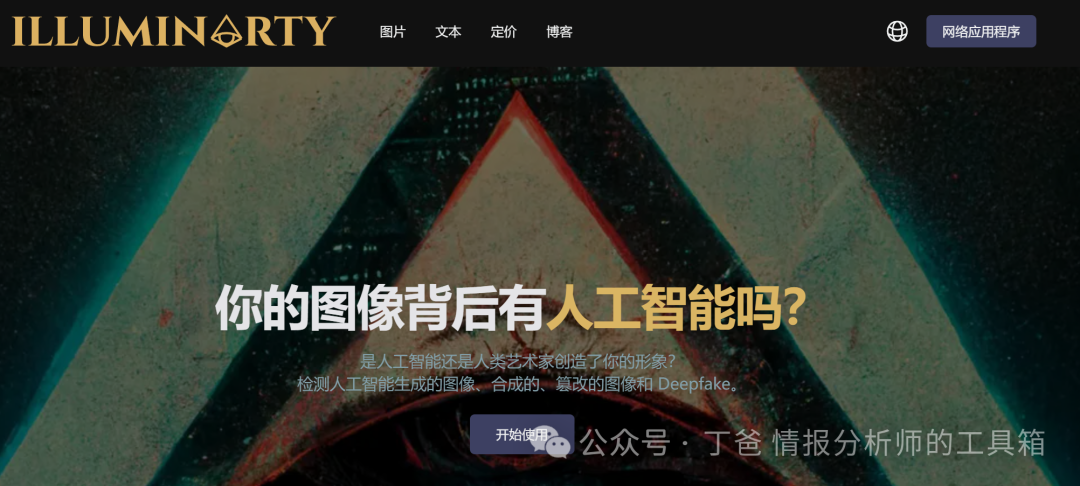 ILLUMINARTY
图片 文本 定价 博客 网络应用程序
你的图像背后有人工智能吗?
是人工智能还是人类艺术家创造了你的形象?
检测人工智能生成的图像、合成的、篡改的图像和 Deepfake。
开始使用
公众号 · 丁爸 情报分析师的工具箱